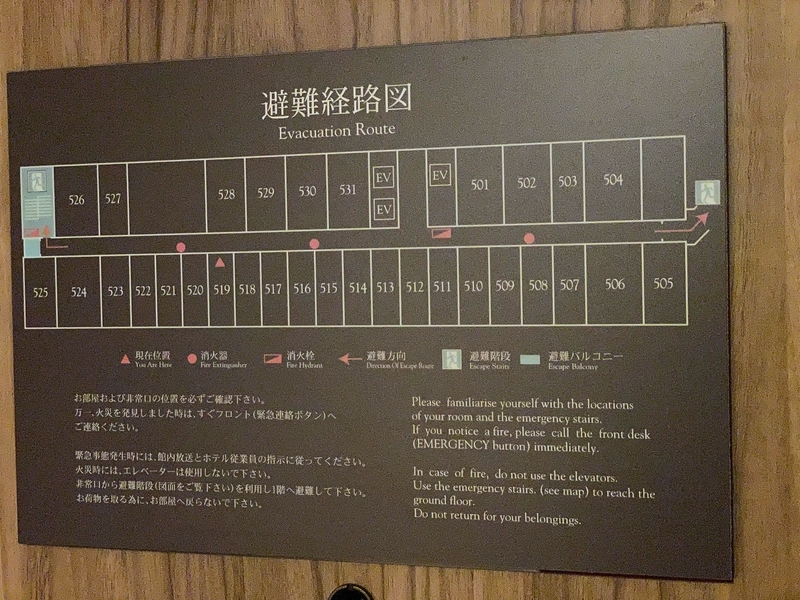 避難経路図
Evacuation Route
526
527
528
529
530
531
EV
EV
EV
501
502
503
504
525
524
523
522
521
520
519
518
517
516
515
514
513
512
511
510
509
508
507
506
505
現在位置
You Are Here
消火器
Fire Extinguisher
消火栓
Fire Hydrant
避難方向
Direction Of Escape Route
避難階段
Escape Stairs
避難バルコニー
Escape Balcony
お部屋および非常口の位置を必ずご確認下さい。
万一、火災を発見しました時は、すぐフロント(緊急連絡ボタン)へ
ご連絡ください。
緊急事態発生時には、館内放送とホテル従業員の指示に従ってください。
火災時には、エレベーターは使用しないで下さい。
非常口から避難階段(図面をご覧下さい)を利用し1階へ避難して下さい。
お荷物を取る為に、お部屋へ戻らないで下さい。
Please familiarise yourself with the locations
of your room and the emergency stairs.
If you notice a fire, please call the front desk
(EMERGENCY button) immediately.
In case of fire, do not use the elevators.
Use the emergency stairs. (see map) to reach the
ground floor.
Do not return for your belongings.